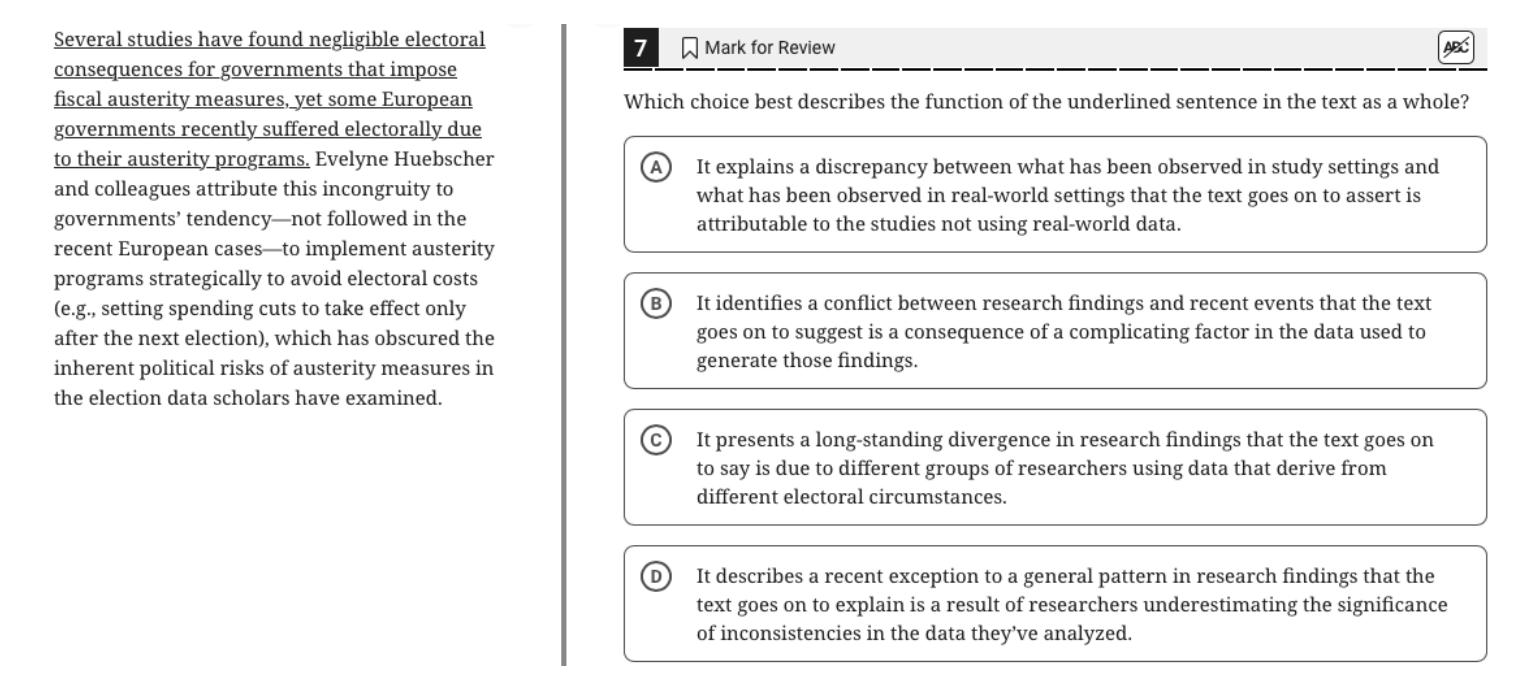 Several studies have found negligible electoral
consequences for governments that impose
fiscal austerity measures, yet some European
governments recently suffered electorally due
to their austerity programs. Evelyne Huebscher
and colleagues attribute this incongruity to
governments’ tendency—not followed in the
recent European cases—to implement austerity
programs strategically to avoid electoral costs
(e.g., setting spending cuts to take effect only
after the next election), which has obscured the
inherent political risks of austerity measures in
the election data scholars have examined.
7 Mark for Review ABC
Which choice best describes the function of the underlined sentence in the text as a whole?
A It explains a discrepancy between what has been observed in study settings and
what has been observed in real-world settings that the text goes on to assert is
attributable to the studies not using real-world data.
B It identifies a conflict between research findings and recent events that the text
goes on to suggest is a consequence of a complicating factor in the data used to
generate those findings.
C It presents a long-standing divergence in research findings that the text goes on
to say is due to different groups of researchers using data that derive from
different electoral circumstances.
D It describes a recent exception to a general pattern in research findings that the
text goes on to explain is a result of researchers underestimating the significance
of inconsistencies in the data they’ve analyzed.